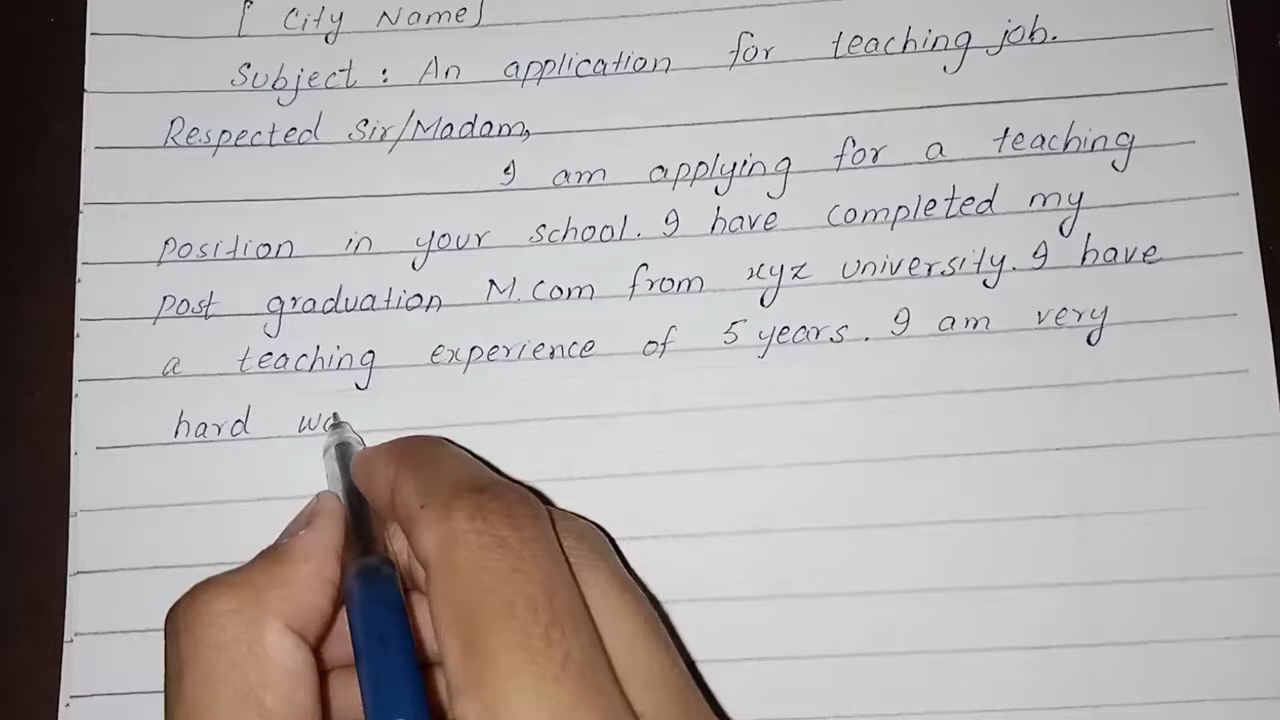 [ City Name]
Subject : An application for teaching job.
Respected Sir/Madam,
I am applying for a teaching
position in your school. I have completed my
post graduation M.Com from xyz university. I have
a teaching experience of 5 years. I am very
hard wo